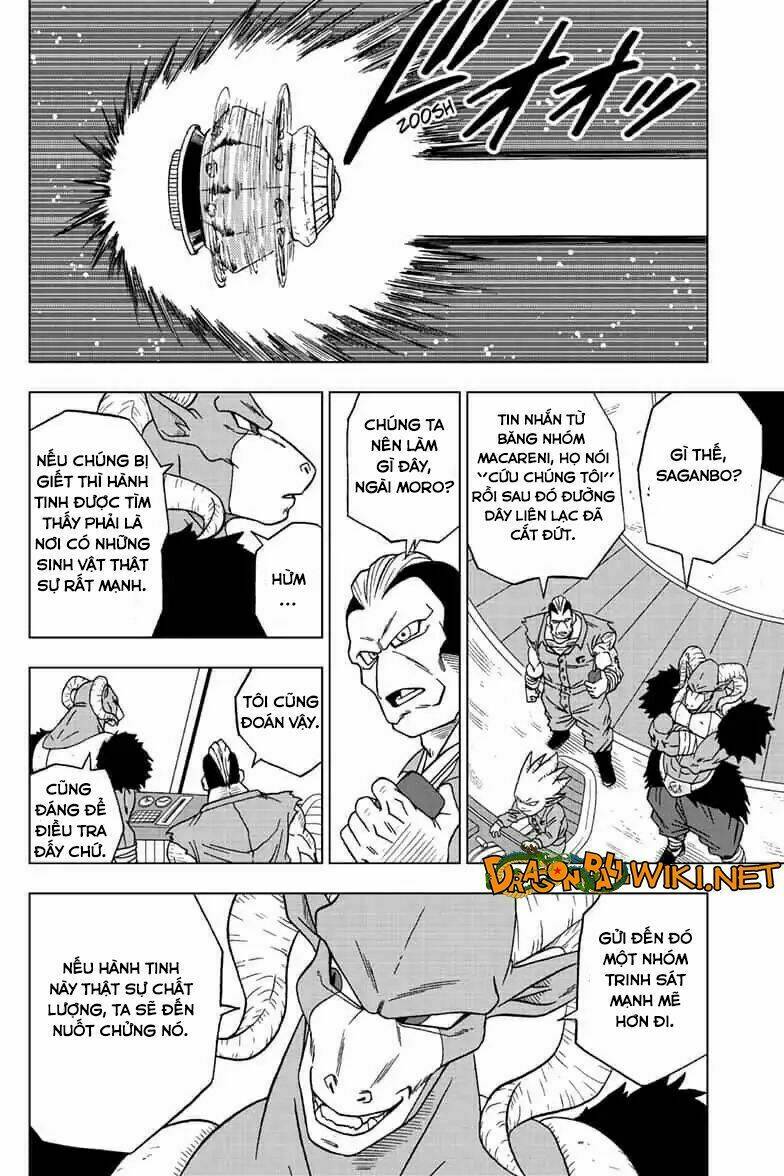 ドオオッ
ZOOSH
GÌ THẾ,
SAGANBO?
TIN NHẮN TỪ
BĂNG NHÓM
MACARENI, HỌ NÓI
"CỨU CHÚNG TÔI"
RỒI SAU ĐÓ ĐƯỜNG
DÂY LIÊN LẠC ĐÃ
CẮT ĐỨT.
CHÚNG TA
NÊN LÀM
GÌ ĐÂY,
NGÀI MORO?
HỪM
...
NẾU CHÚNG BỊ
GIẾT THÌ HÀNH
TINH ĐƯỢC TÌM
THẤY PHẢI LÀ
NƠI CÓ NHỮNG
SINH VẬT THẬT
SỰ RẤT MẠNH.
TÔI CŨNG
ĐOÁN VẬY.
CŨNG
ĐÁNG ĐỂ
ĐIỀU TRA
ĐẤY CHỨ.
DRAGON BALL WIKI.NET
GỬI ĐẾN ĐÓ
MỘT NHÓM
TRINH SÁT
MẠNH MẼ
HƠN ĐI.
NẾU HÀNH TINH
NÀY THẬT SỰ CHẤT
LƯỢNG, TA SẼ ĐẾN
NUỐT CHỬNG NÓ.